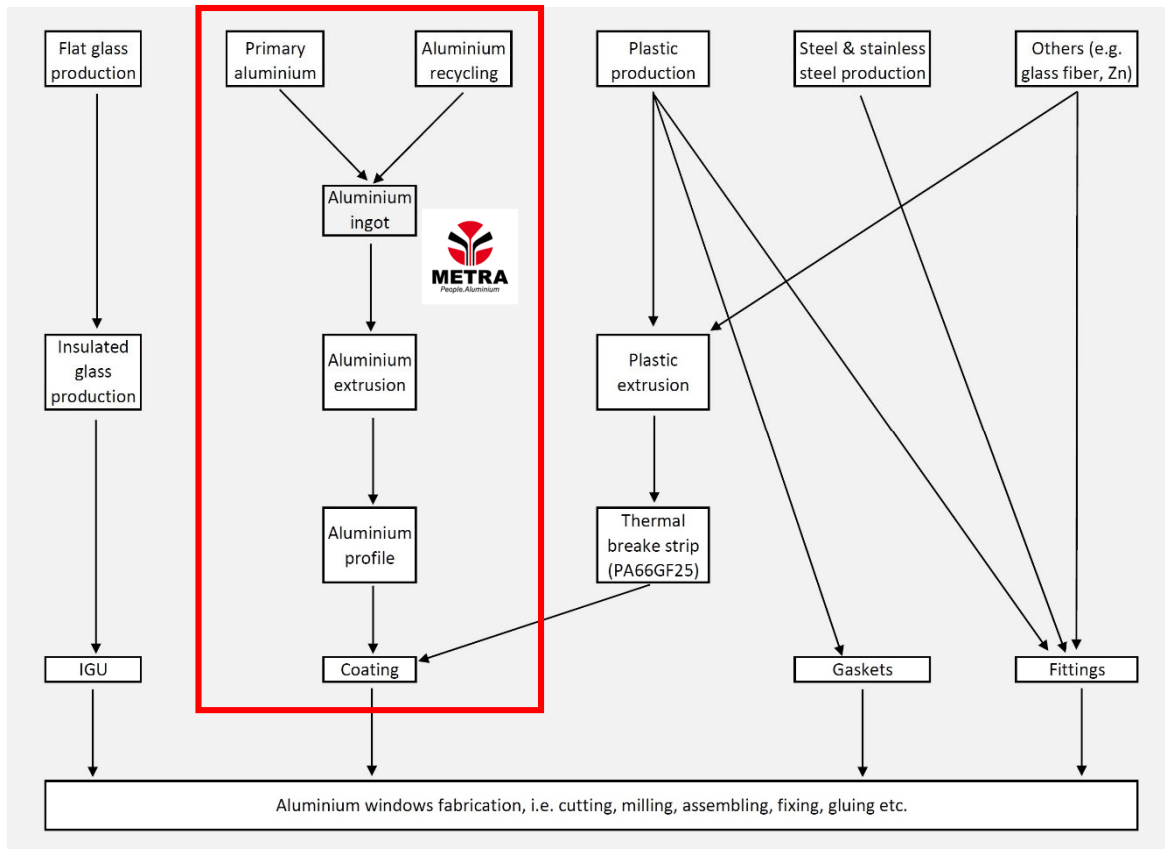 Flat glass
production
Primary
aluminium
Aluminium
recycling
Plastic
production
Steel & stainless
steel production
Others (e.g.
glass fiber, Zn)
Aluminium
ingot
METRA
People.Aluminium
Insulated
glass
production
Aluminium
extrusion
Plastic
extrusion
Aluminium
profile
Thermal
breake strip
(PA66GF25)
IGU
Coating
Gaskets
Fittings
Aluminium windows fabrication, i.e. cutting, milling, assembling, fixing, gluing etc.